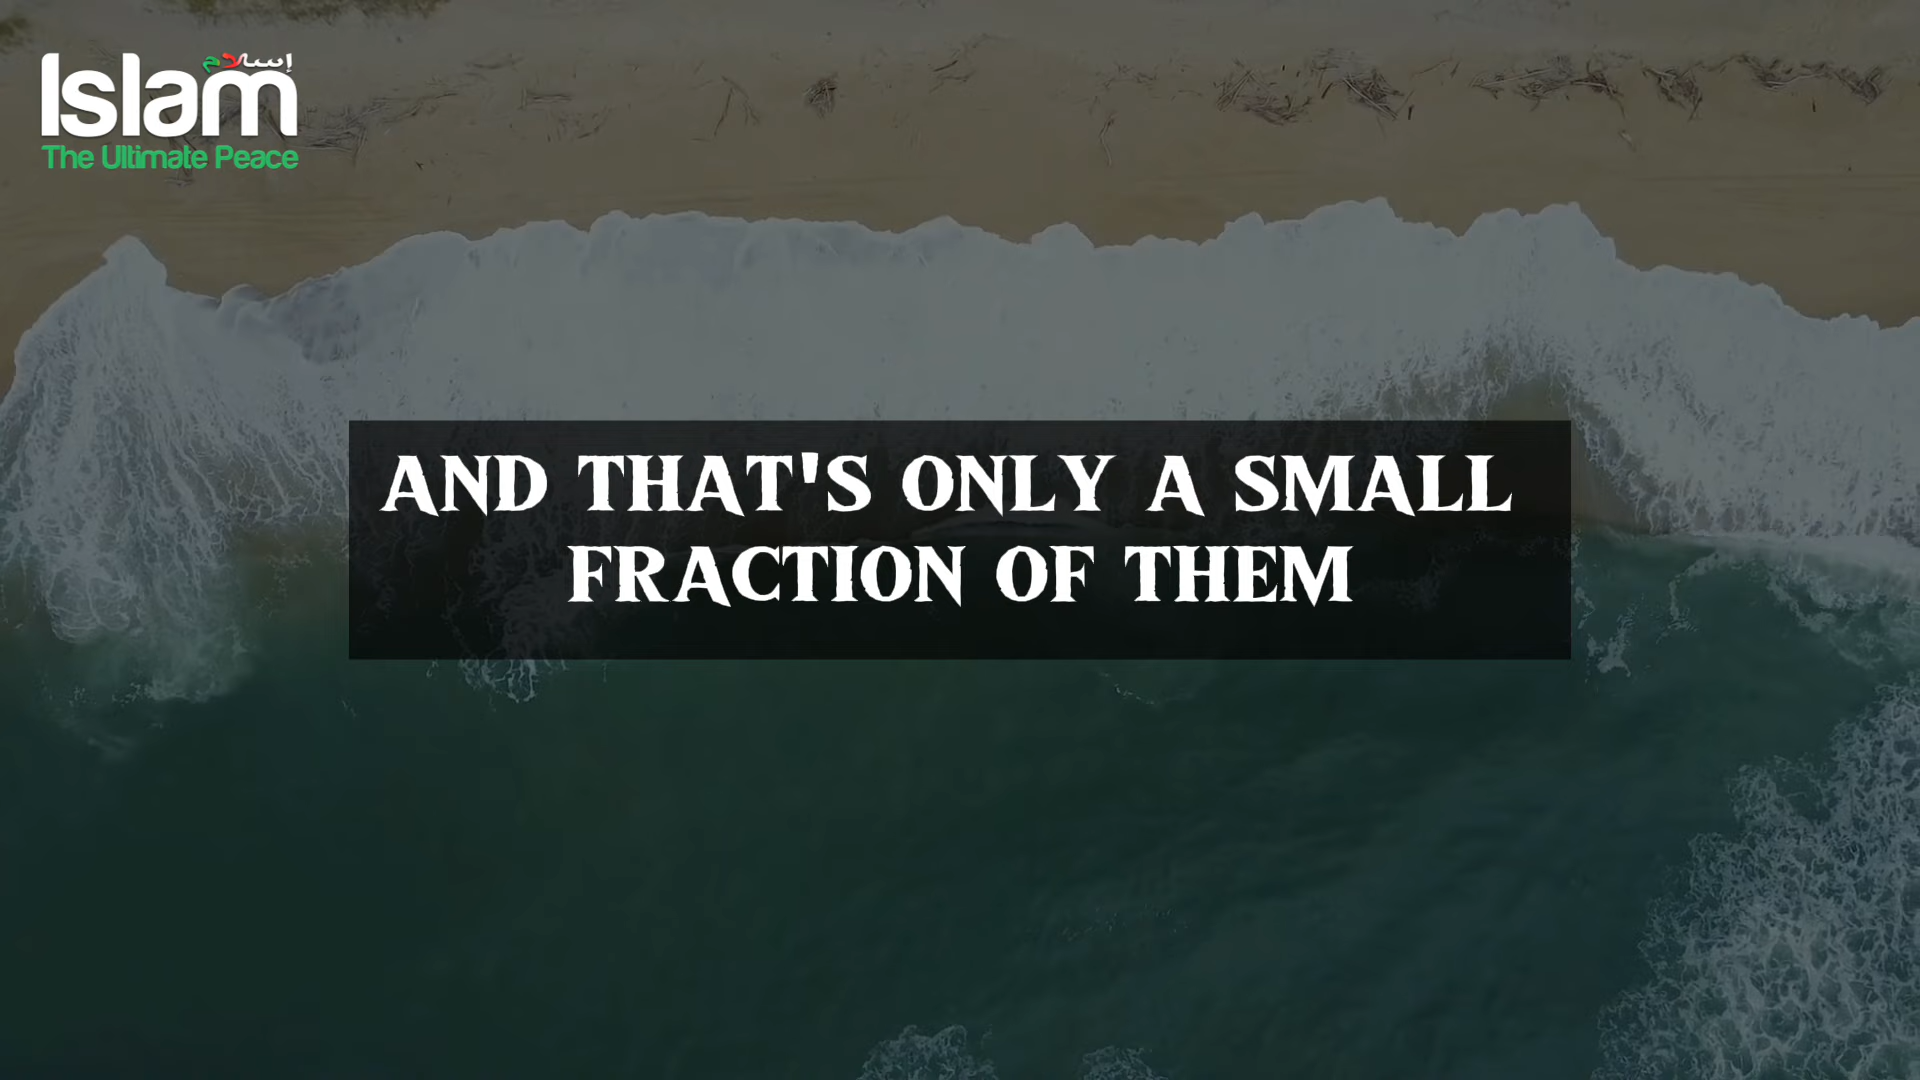 إسلام
Islam
The Ultimate Peace
AND THAT'S ONLY A SMALL
FRACTION OF THEM